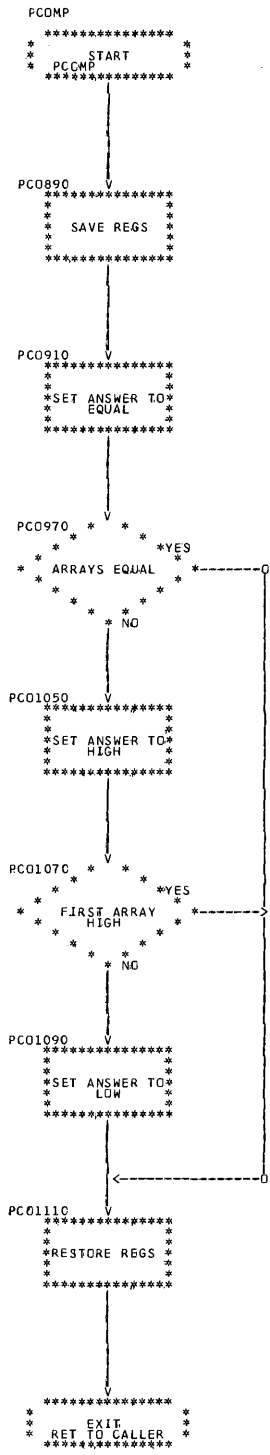 PCOMP
START
PCOMP
PC0890
SAVE REGS
PC0910
SET ANSWER TO
EQUAL
PC0970
YES
ARRAYS EQUAL
NO
PC01050
SET ANSWER TO
HIGH
PC01070
YES
FIRST ARRAY
HIGH
NO
PC01090
SET ANSWER TO
LOW
PC01110
RESTORE REGS
EXIT
RET TO CALLER